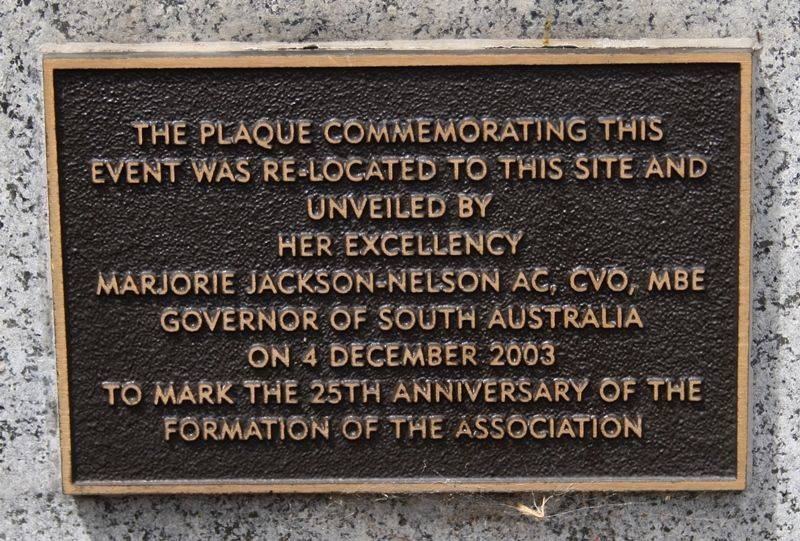 THE PLAQUE COMMEMORATING THIS
EVENT WAS RE-LOCATED TO THIS SITE AND
UNVEILED BY
HER EXCELLENCY
MARJORIE JACKSON-NELSON AC, CVO, MBE
GOVERNOR OF SOUTH AUSTRALIA
ON 4 DECEMBER 2003
TO MARK THE 25TH ANNIVERSARY OF THE
FORMATION OF THE ASSOCIATION